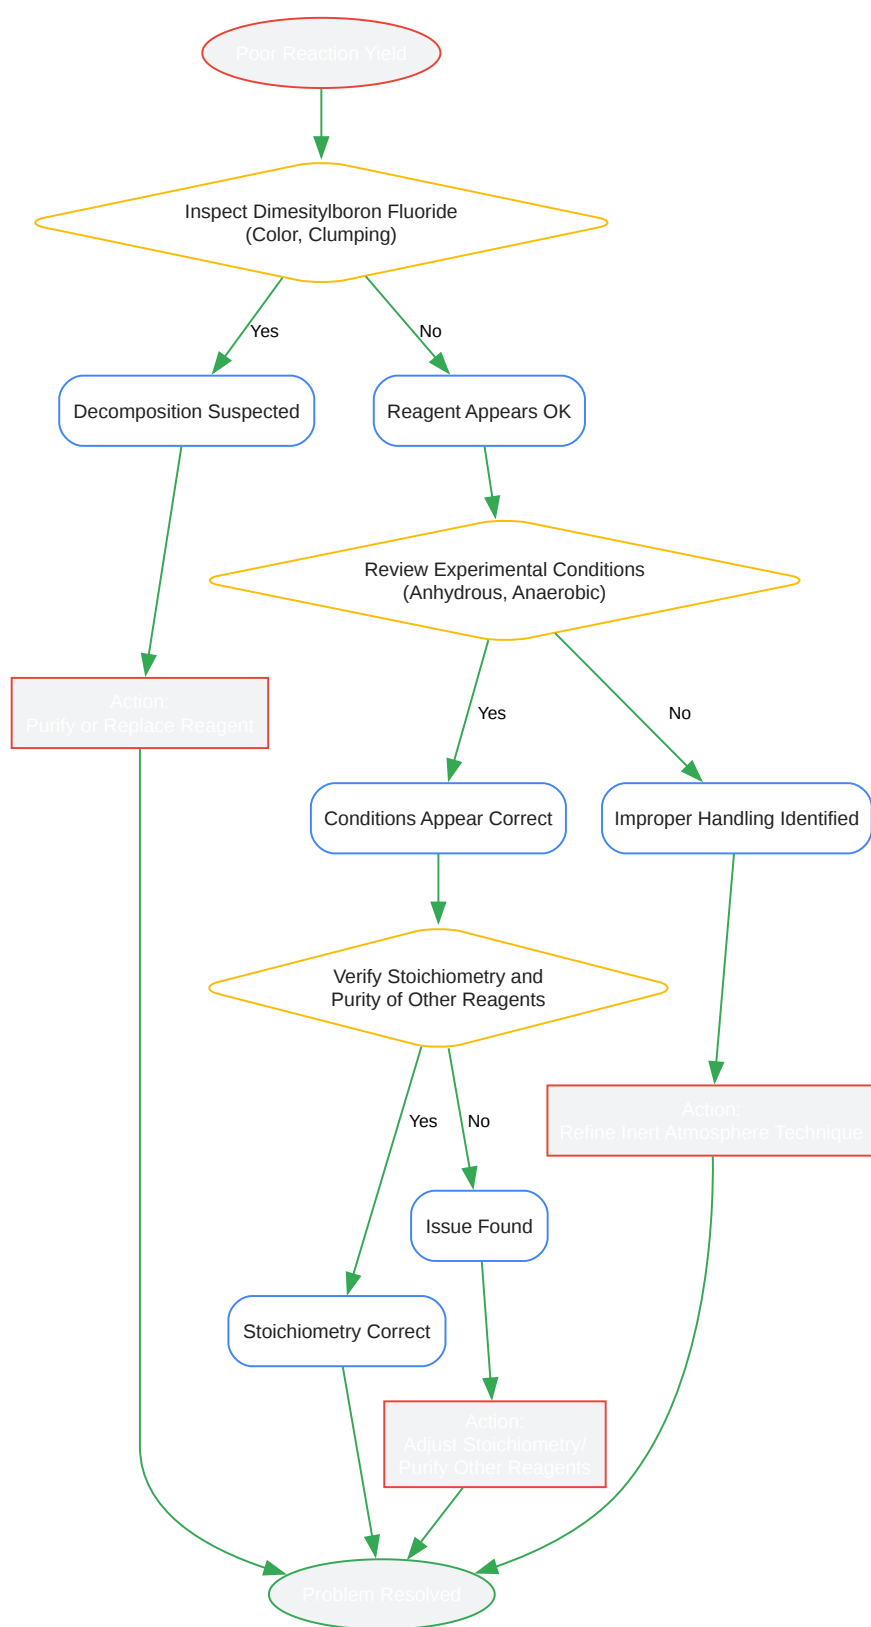 Poor Reaction Yield
Inspect Dimesitylboron Fluoride
(Color, Clumping)
Yes
No
Decomposition Suspected
Reagent Appears OK
Review Experimental Conditions
(Anhydrous, Anaerobic)
Action:
Purify or Replace Reagent
Yes
No
Conditions Appear Correct
Improper Handling Identified
Verify Stoichiometry and
Purity of Other Reagents
Action:
Refine Inert Atmosphere Technique
Yes
No
Issue Found
Stoichiometry Correct
Action:
Adjust Stoichiometry/
Purify Other Reagents
Problem Resolved